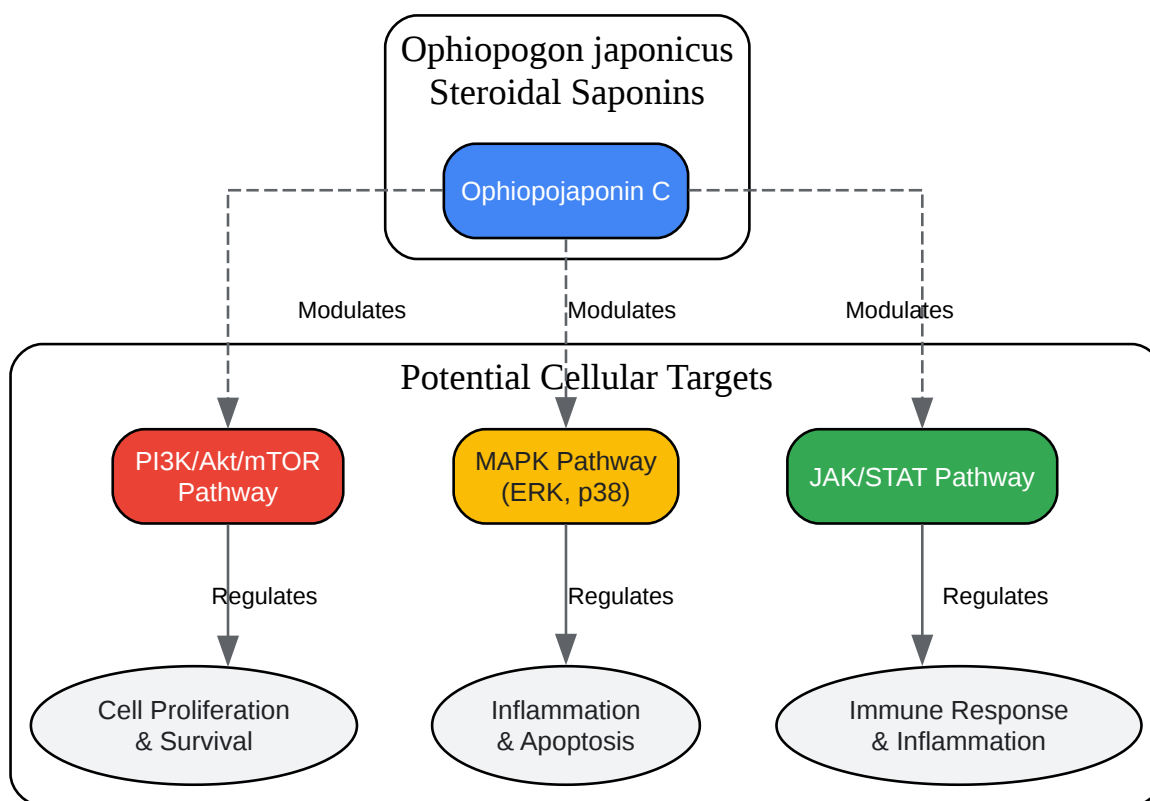 Ophiopogon japonicus
Steroidal Saponins
Ophiopojaponin C
Modulates
Modulates
Modulates
Potential Cellular Targets
PI3K/Akt/mTOR
Pathway
MAPK Pathway
(ERK, p38)
JAK/STAT Pathway
Regulates
Regulates
Regulates
Cell Proliferation
& Survival
Inflammation
& Apoptosis
Immune Response
& Inflammation